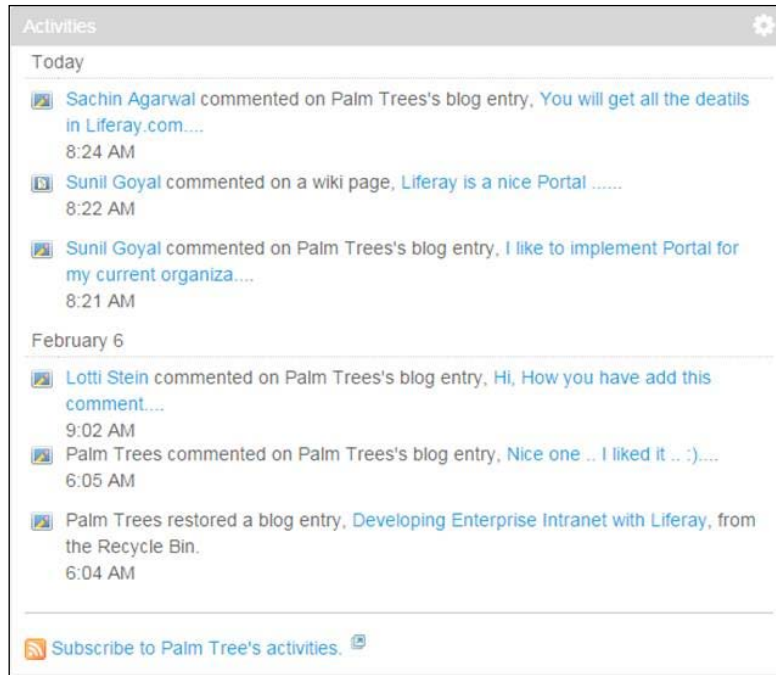 Activities
Today
Sachin Agarwal commented on Palm Trees's blog entry, You will get all the deatils
in Liferay.com....
8:24 AM
Sunil Goyal commented on a wiki page, Liferay is a nice Portal ......
8:22 AM
Sunil Goyal commented on Palm Trees's blog entry, I like to implement Portal for
my current organiza....
8:21 AM
February 6
Lotti Stein commented on Palm Trees's blog entry, Hi, How you have add this
comment....
9:02 AM
Palm Trees commented on Palm Trees's blog entry, Nice one .. I liked it .. :)....
6:05 AM
Palm Trees restored a blog entry, Developing Enterprise Intranet with Liferay, from
the Recycle Bin.
6:04 AM
Subscribe to Palm Tree's activities.